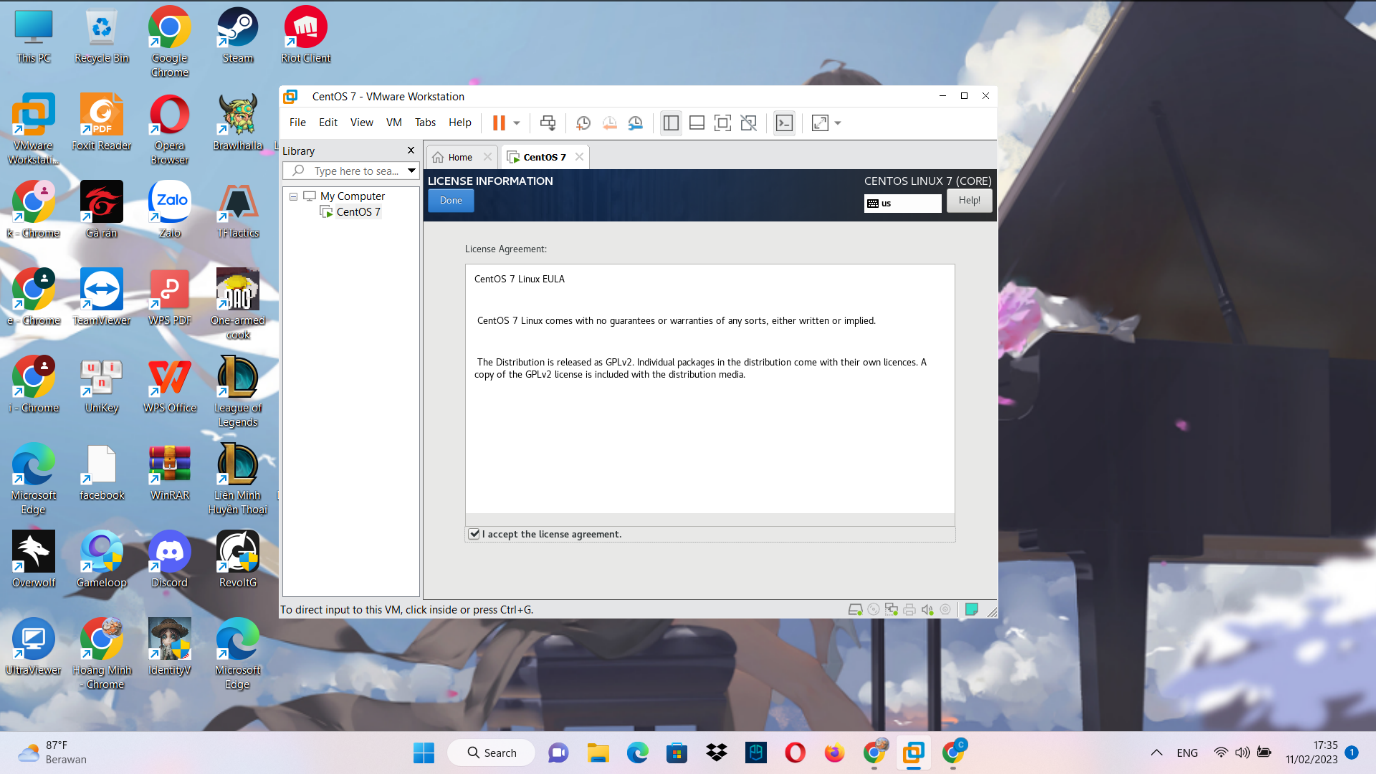 This PC
Recycle Bin
Google
Chrome
Steam
Riot Client
VMware
Workstati...
Foxit Reader
Opera
Browser
Brawlhalla
k - Chrome
Gà rán
Zalo
TFTactics
e - Chrome
TeamViewer
WPS PDF
One-armed
cook
i - Chrome
UniKey
WPS Office
League of
Legends
Microsoft
Edge
facebook
WinRAR
Liên Minh
Huyền Thoại
Overwolf
Gameloop
Discord
RevoltG
UltraViewer
Hoàng Minh
- Chrome
IdentityV
Microsoft
Edge
CentOS 7 - VMware Workstation
File Edit View VM Tabs Help
Library
Type here to sea...
My Computer
CentOS 7
Home
CentOS 7
LICENSE INFORMATION
Done
CENTOS LINUX 7 (CORE)
us
Help!
License Agreement:
CentOS 7 Linux EULA
CentOS 7 Linux comes with no guarantees or warranties of any sorts, either written or implied.
The Distribution is released as GPLv2. Individual packages in the distribution come with their own licences. A
copy of the GPLv2 license is included with the distribution media.
I accept the license agreement.
To direct input to this VM, click inside or press Ctrl+G.
87°F
Berawan
Search
ENG
17:35
11/02/2023
1